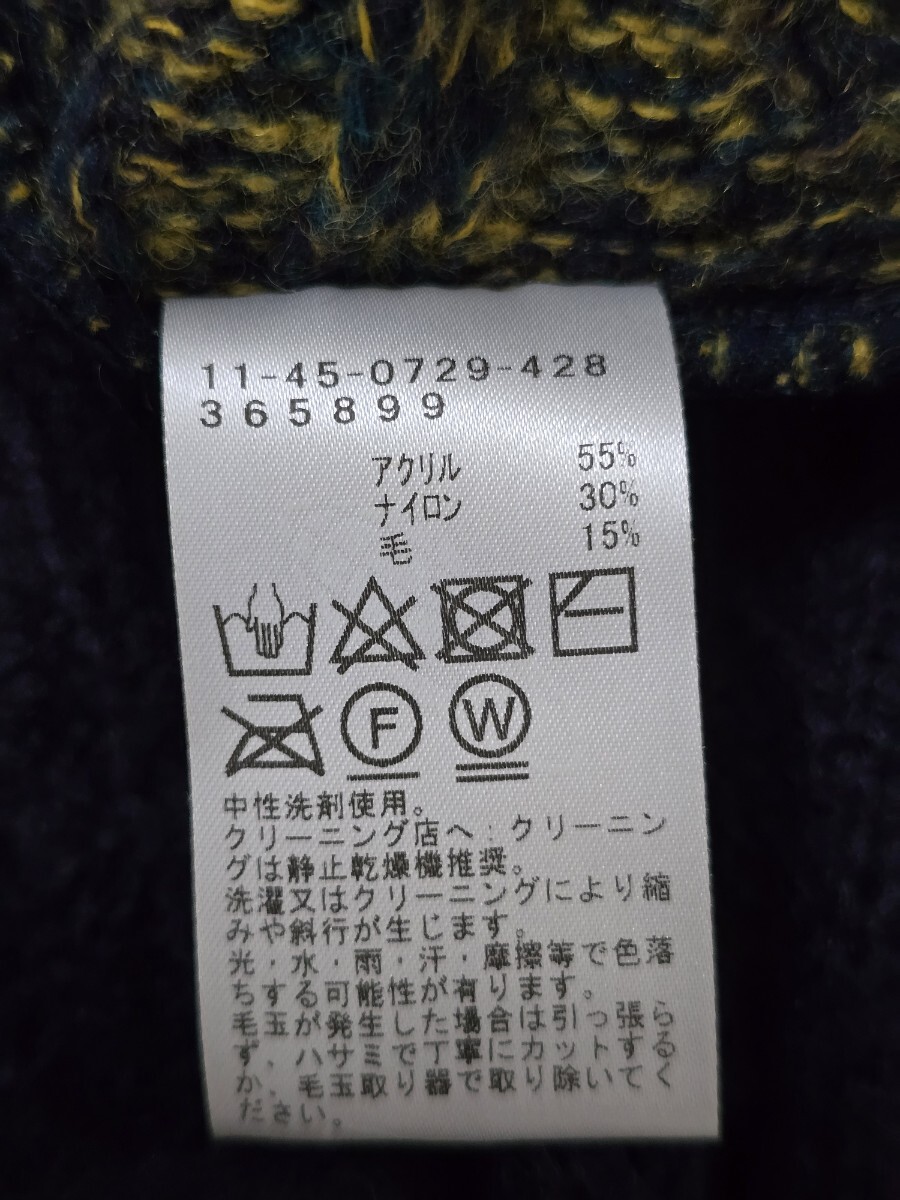 11-45-0729-428
365899
アクリル 55%
ナイロン 30%
毛 15%
F W
中性洗剤使用。
クリーニング店へ：クリーニン
グは静止乾燥機推奨。
洗濯又はクリーニングにより縮
みや斜行が生じます。
光・水・雨・汗・摩擦等で色落
ちする可能性が有ります。
毛玉が発生した場合は引っ張ら
ず、ハサミで丁寧にカットする
か、毛玉取り器で取り除いてく
ださい。